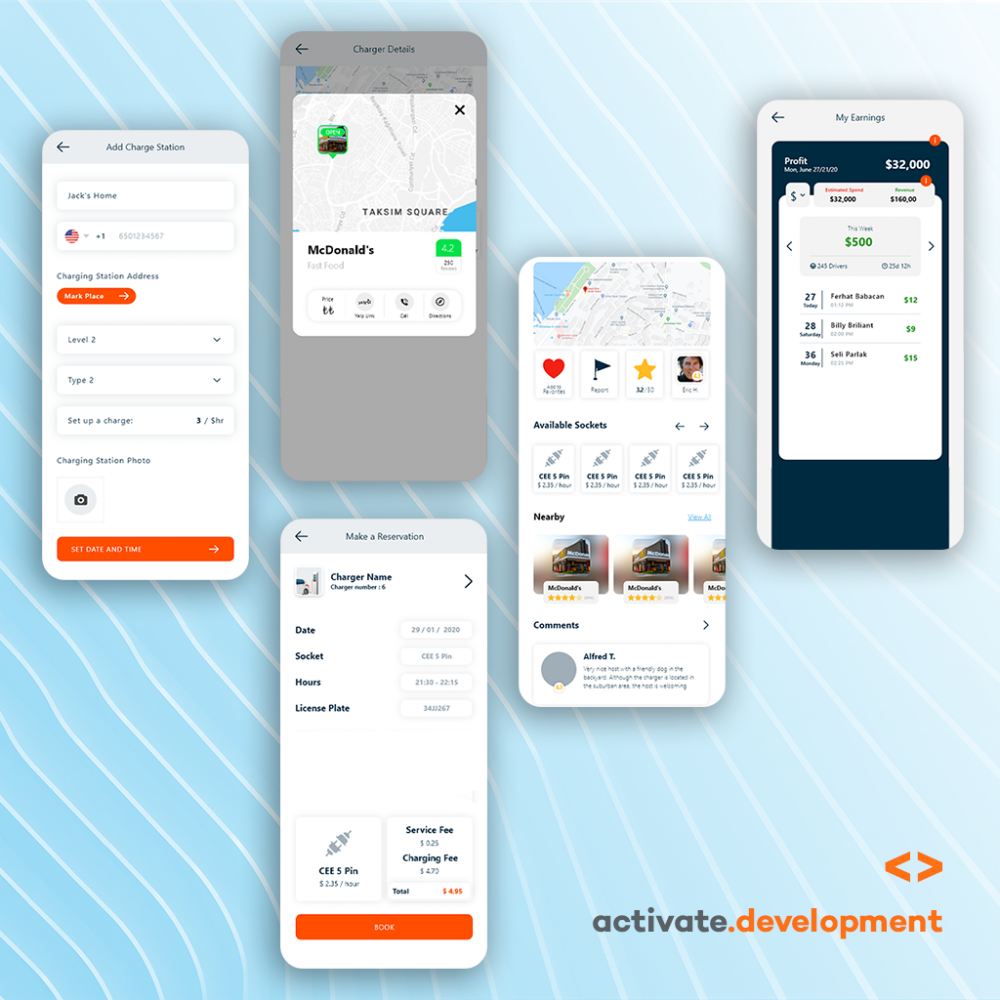 Add Charge Station
Jack's Home
+1 6501234567
Charging Station Address
Mark Place
Level 2
Type 2
Set up a charge: 3 / $hr
Charging Station Photo
SET DATE AND TIME
Charger Details
OPEN
TAKSIM SQUARE
McDonald's
4.2
Fast Food
250
Reviews
Price
₺₺
Yelp Link
Call
Directions
Make a Reservation
Charger Name
Charger number : 6
Date 29 / 01 / 2020
Socket CEE 5 Pin
Hours 21:30 - 22:15
License Plate 34JJ267
CEE 5 Pin
$ 2.35 / hour
Service Fee
$ 0.25
Charging Fee
$ 4.70
Total $ 4.95
BOOK
Add to
Favorites
Report
32/50
Eric H.
Available Sockets
CEE 5 Pin CEE 5 Pin CEE 5 Pin CEE 5 Pin
$ 2.35 / hour $ 2.35 / hour $ 2.35 / hour $ 2.35 / hour
Nearby View All
McDonald's McDonald's McDo
Comments
Alfred T.
Very nice host with a friendly dog in the
backyard. Although the charger is located in
the suburban area, the host is welcoming
My Earnings
Profit
Mon, June 27/21/20
$32,000
$
Estimated Spend Revenue
$32,000 $160,00
This Week
$500
245 Drivers 25d 12h
27 Ferhat Babacan $12
Today 01:12 PM
28 Billy Briliant $9
Saturday 02:00 PM
36 Seli Parlak $15
Monday 02:25 PM
<>
activate.development